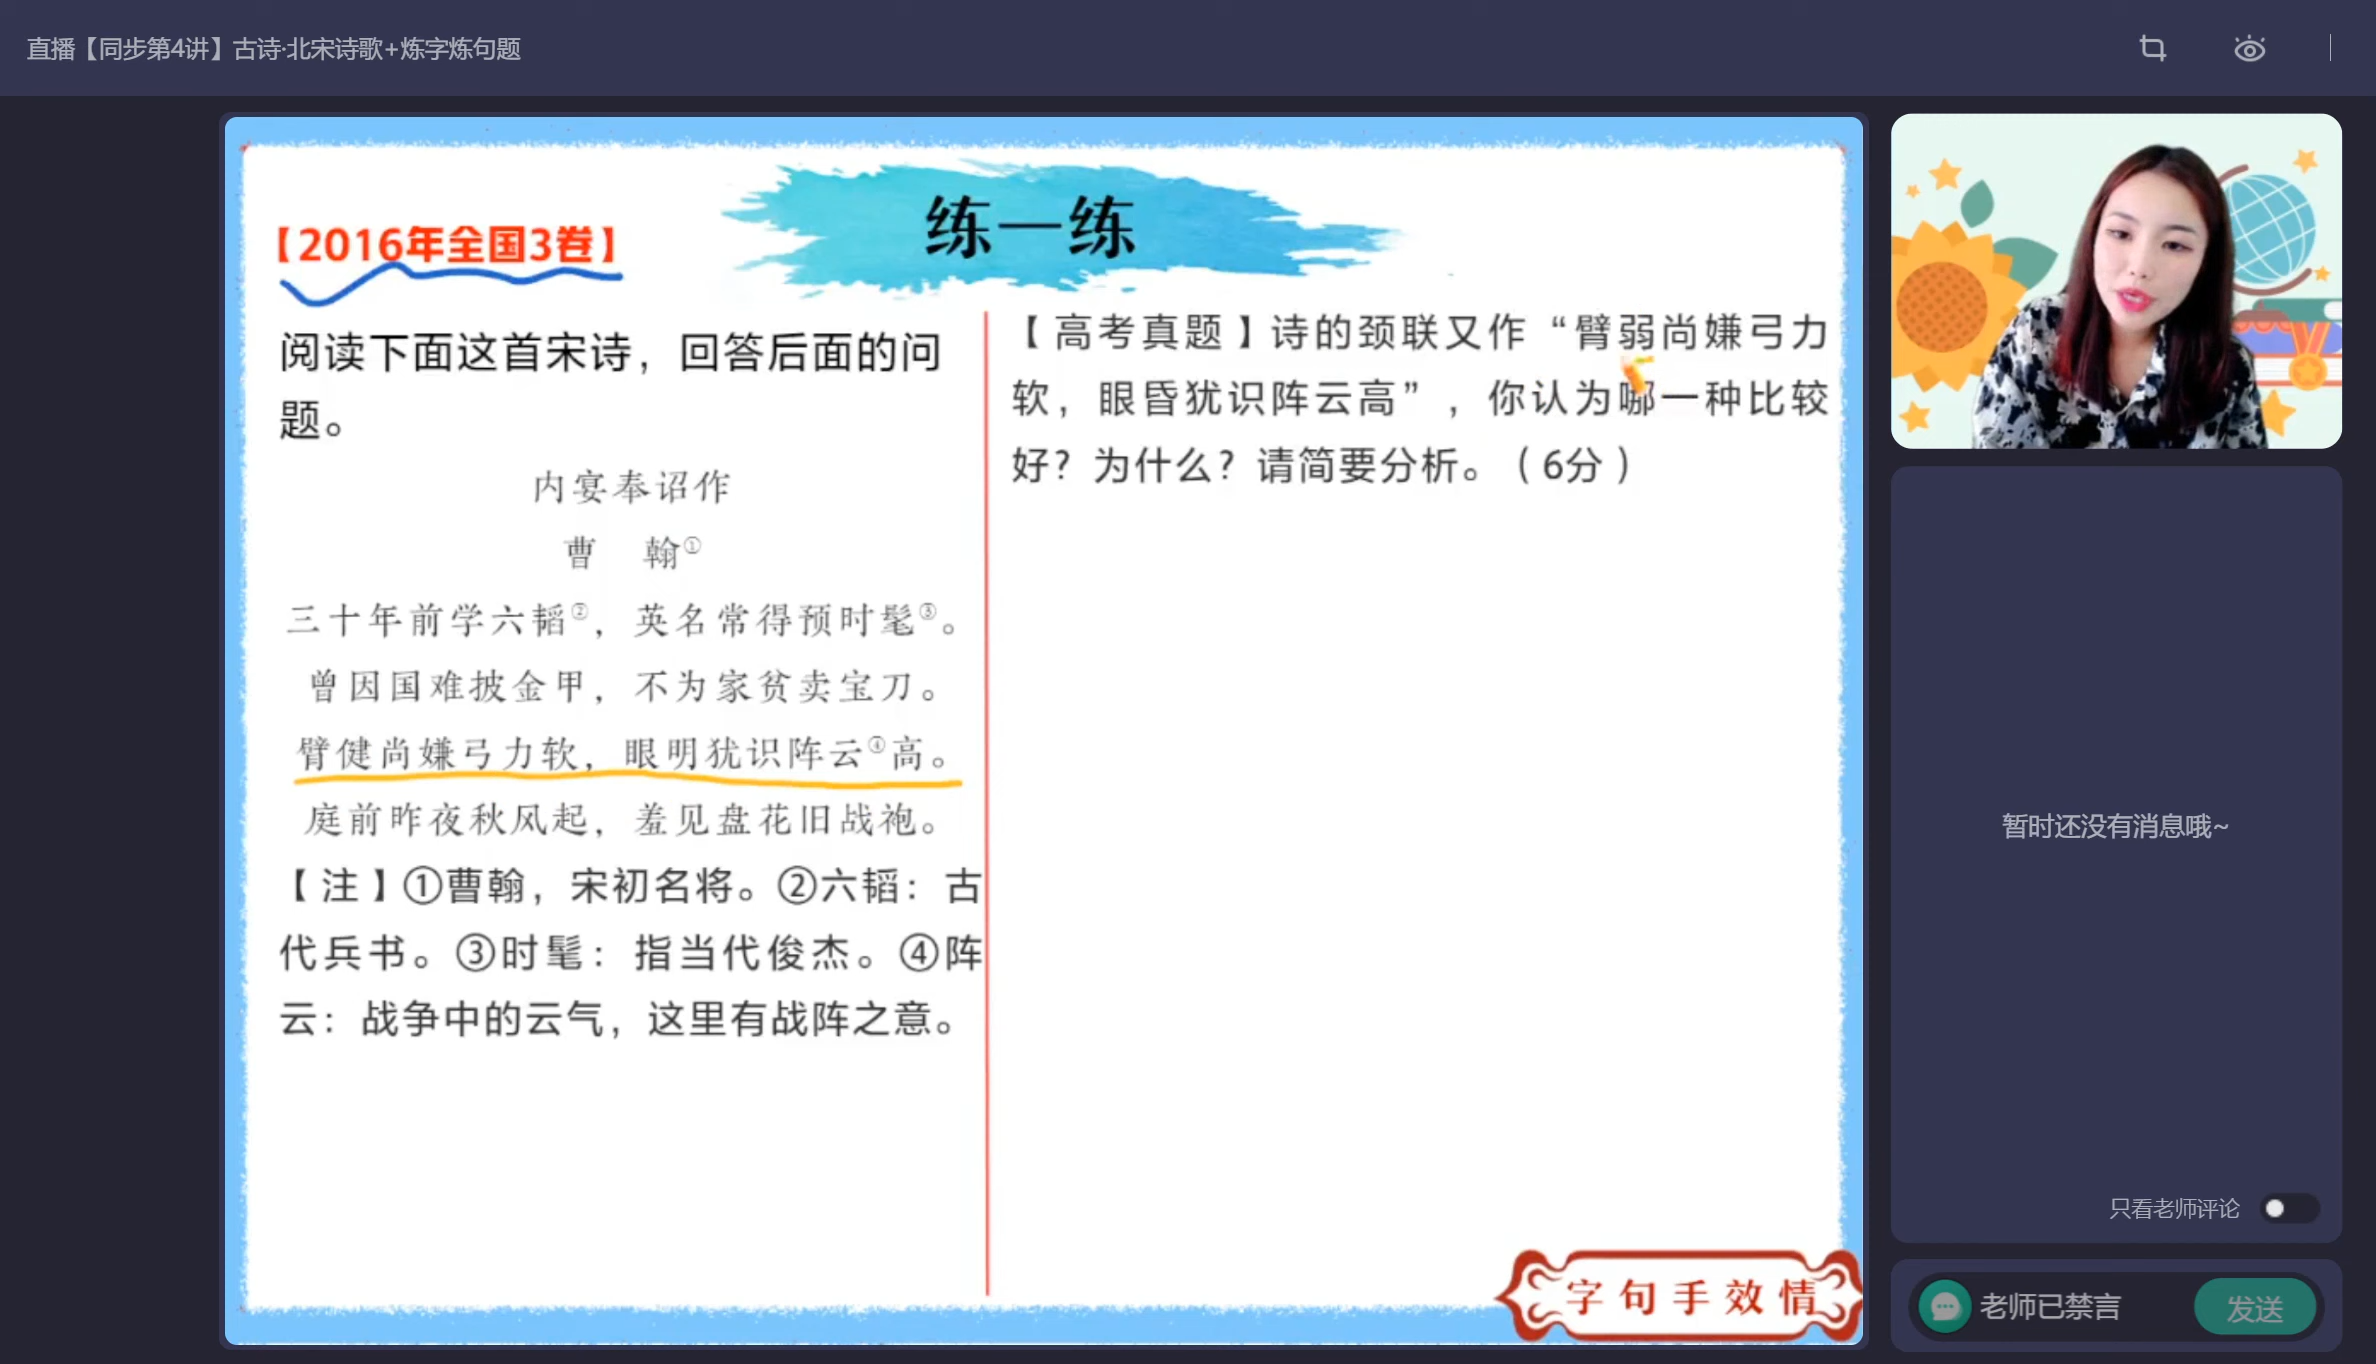 直播【同步第4讲】古诗·北宋诗歌+炼字炼句题
练一练
【2016年全国3卷】
阅读下面这首宋诗，回答后面的问
题。
内宴奉诏作
曹 翰①
三十年前学六韬②，英名常得预时髦③。
曾因国难披金甲，不为家贫卖宝刀。
臂健尚嫌弓力软，眼明犹识阵云④高。
庭前昨夜秋风起，羞见盘花旧战袍。
【注】①曹翰，宋初名将。②六韬：古
代兵书。③时髦：指当代俊杰。④阵
云：战争中的云气，这里有战阵之意。
【高考真题】诗的颈联又作“臂弱尚嫌弓力
软，眼昏犹识阵云高”，你认为哪一种比较
好？为什么？请简要分析。（6分）
字句手效情
暂时还没有消息哦~
只看老师评论
老师已禁言
发送